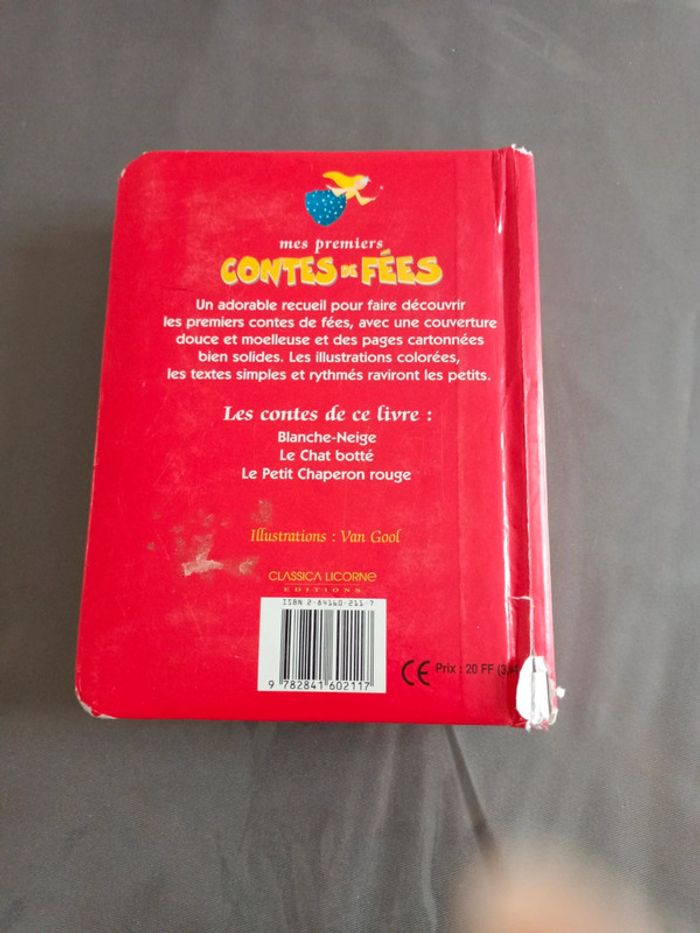 mes premiers
CONTES DE FÉES
Un adorable recueil pour faire découvrir
les premiers contes de fées, avec une couverture
douce et moelleuse et des pages cartonnées
bien solides. Les illustrations colorées,
les textes simples et rythmés raviront les petits.
Les contes de ce livre :
Blanche-Neige
Le Chat botté
Le Petit Chaperon rouge
Illustrations : Van Gool
CLASSICA LICORNE
EDITIONS
ISBN 2-84160-211-7
9 782841 602117
CE Prix : 20 FF